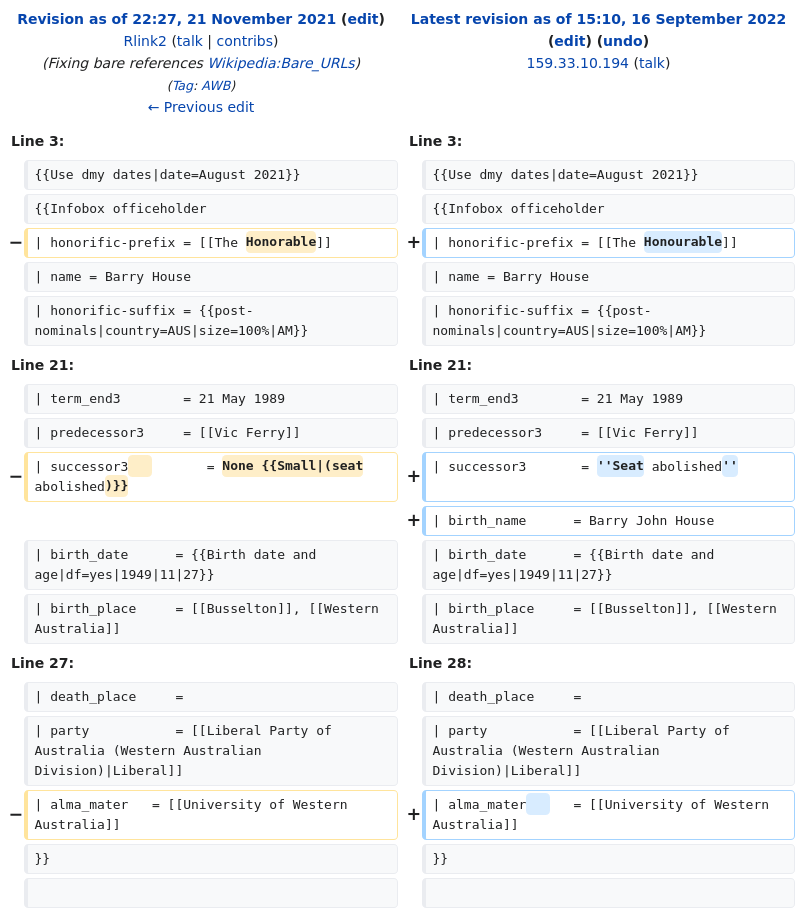 Revision as of 22:27, 21 November 2021 (edit)
Rlink2 (talk | contribs)
(Fixing bare references Wikipedia:Bare_URLs)
(Tag: AWB)
← Previous edit
Latest revision as of 15:10, 16 September 2022
(edit) (undo)
159.33.10.194 (talk)
Line 3:
Line 3:
{{Use dmy dates|date=August 2021}}
{{Use dmy dates|date=August 2021}}
{{Infobox officeholder
{{Infobox officeholder
− | honorific-prefix = [[The Honorable]]
+ | honorific-prefix = [[The Honourable]]
| name = Barry House
| name = Barry House
| honorific-suffix = {{post-
nominals|country=AUS|size=100%|AM}}
| honorific-suffix = {{post-
nominals|country=AUS|size=100%|AM}}
Line 21:
Line 21:
| term_end3        = 21 May 1989
| term_end3        = 21 May 1989
| predecessor3     = [[Vic Ferry]]
| predecessor3     = [[Vic Ferry]]
− | successor3          = None {{Small|(seat
abolished)}}
+ | successor3       = ''Seat abolished''
+ | birth_name      = Barry John House
| birth_date      = {{Birth date and
age|df=yes|1949|11|27}}
| birth_date      = {{Birth date and
age|df=yes|1949|11|27}}
| birth_place     = [[Busselton]], [[Western
Australia]]
| birth_place     = [[Busselton]], [[Western
Australia]]
Line 27:
Line 28:
| death_place     =
| death_place     =
| party           = [[Liberal Party of
Australia (Western Australian
Division)|Liberal]]
| party           = [[Liberal Party of
Australia (Western Australian
Division)|Liberal]]
− | alma_mater   = [[University of Western
Australia]]
+ | alma_mater      = [[University of Western
Australia]]
}}
}}